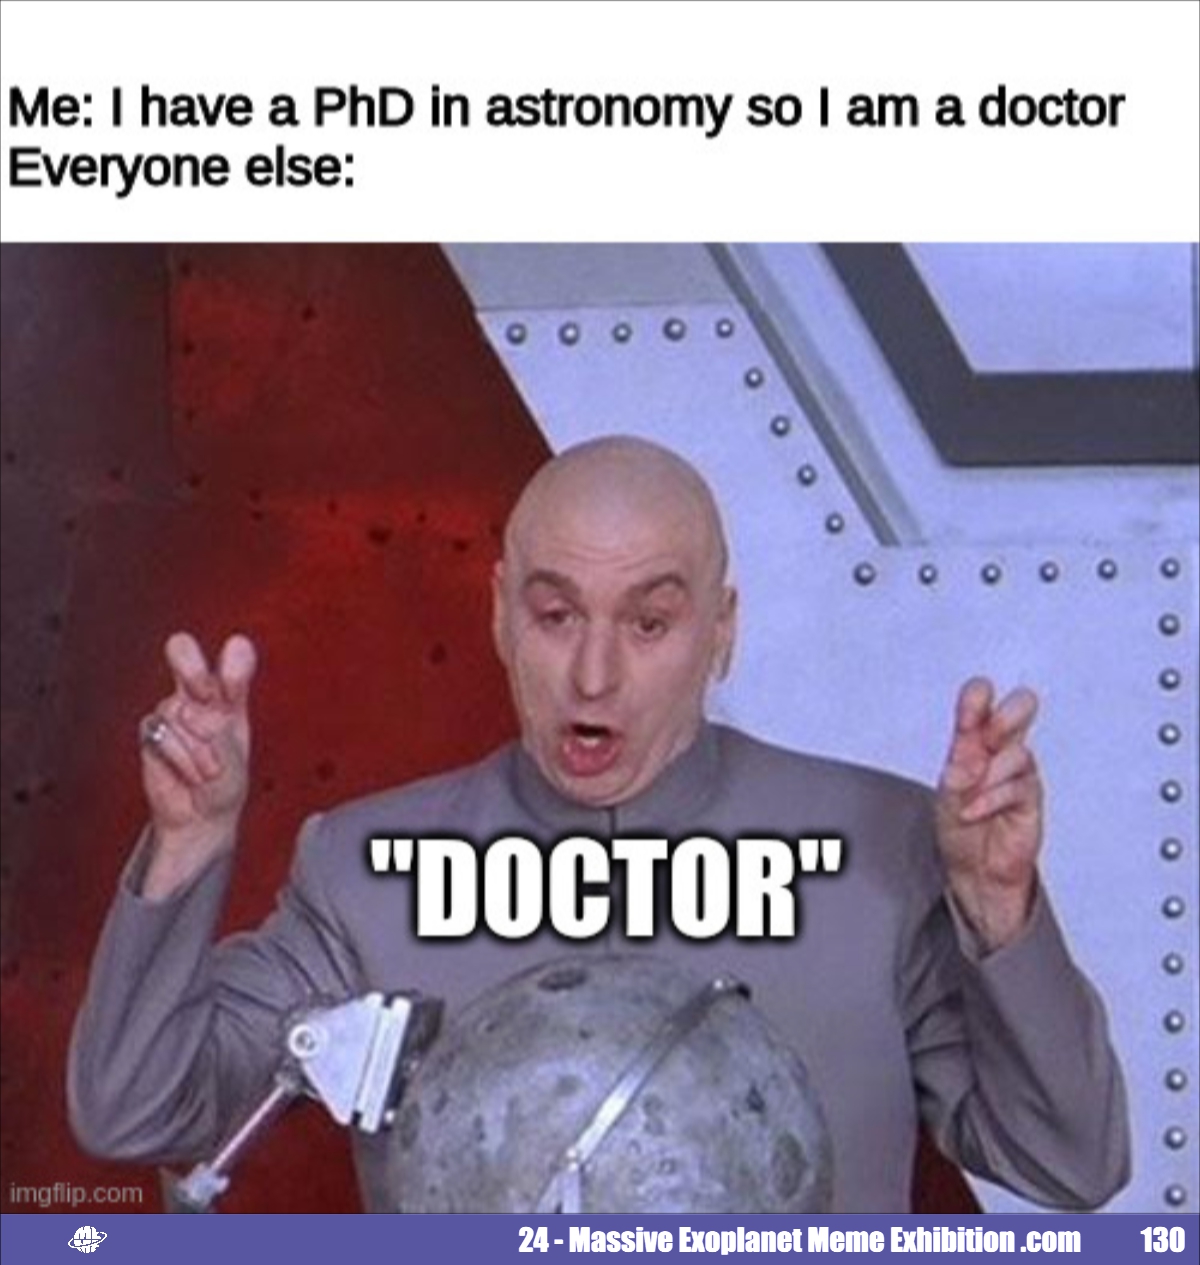 Me: I have a PhD in astronomy so I am a doctor
Everyone else:
"DOCTOR"
imgflip.com
24 - Massive Exoplanet Meme Exhibition .com 130